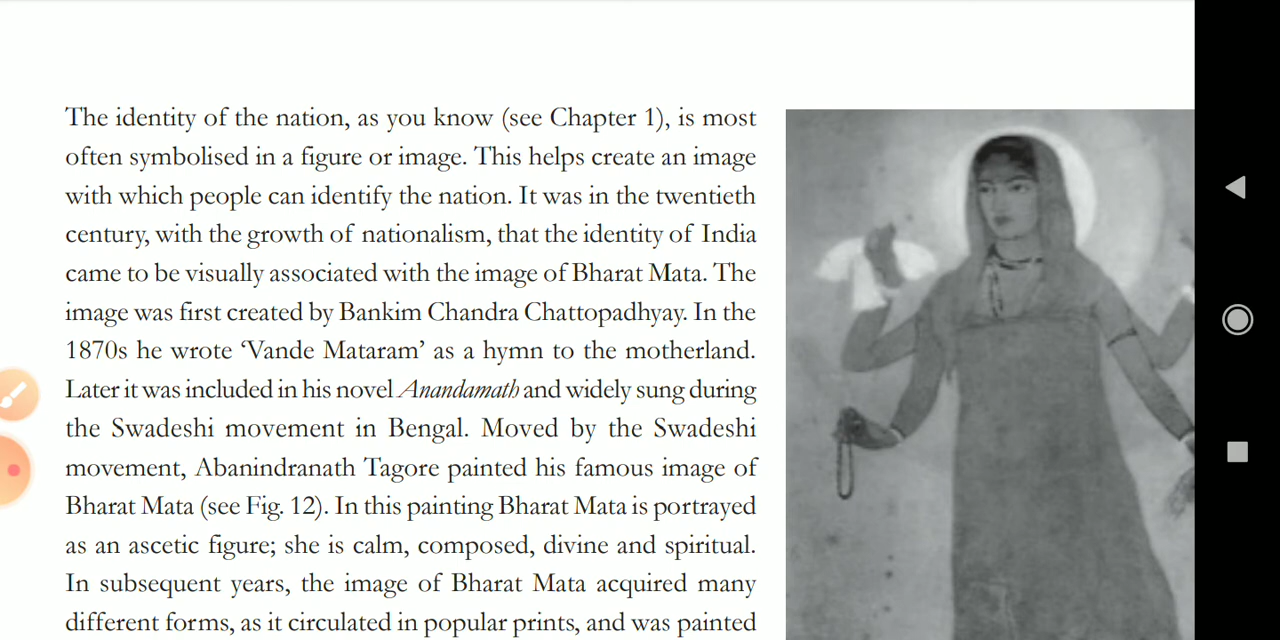 The identity of the nation, as you know (see Chapter 1), is most
often symbolised in a figure or image. This helps create an image
with which people can identify the nation. It was in the twentieth
century, with the growth of nationalism, that the identity of India
came to be visually associated with the image of Bharat Mata. The
image was first created by Bankim Chandra Chattopadhyay. In the
1870s he wrote ‘Vande Mataram’ as a hymn to the motherland.
Later it was included in his novel Anandamath and widely sung during
the Swadeshi movement in Bengal. Moved by the Swadeshi
movement, Abanindranath Tagore painted his famous image of
Bharat Mata (see Fig. 12). In this painting Bharat Mata is portrayed
as an ascetic figure; she is calm, composed, divine and spiritual.
In subsequent years, the image of Bharat Mata acquired many
different forms, as it circulated in popular prints, and was painted